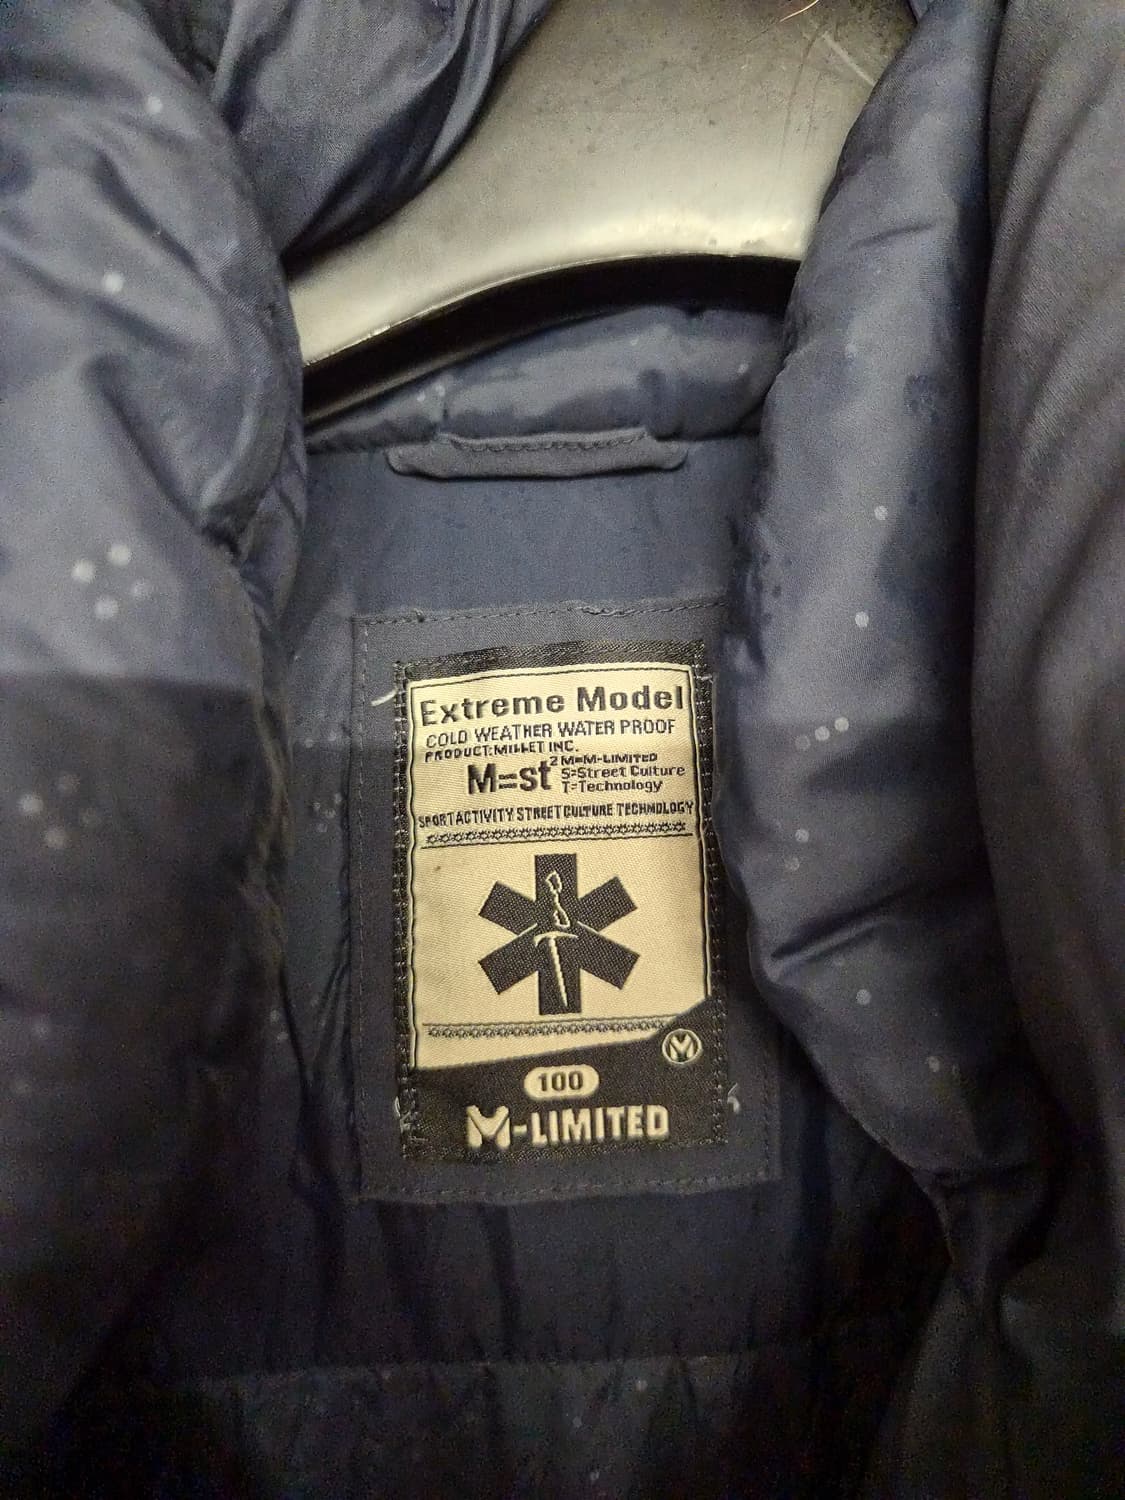 Extreme Model
COLD WEATHER WATER PROOF
PRODUCT:MILLET INC.
M=st² M=M-LIMITED
S=Street Culture
T=Technology
SPORT ACTIVITY STREET CULTURE TECHNOLOGY
100
M-LIMITED